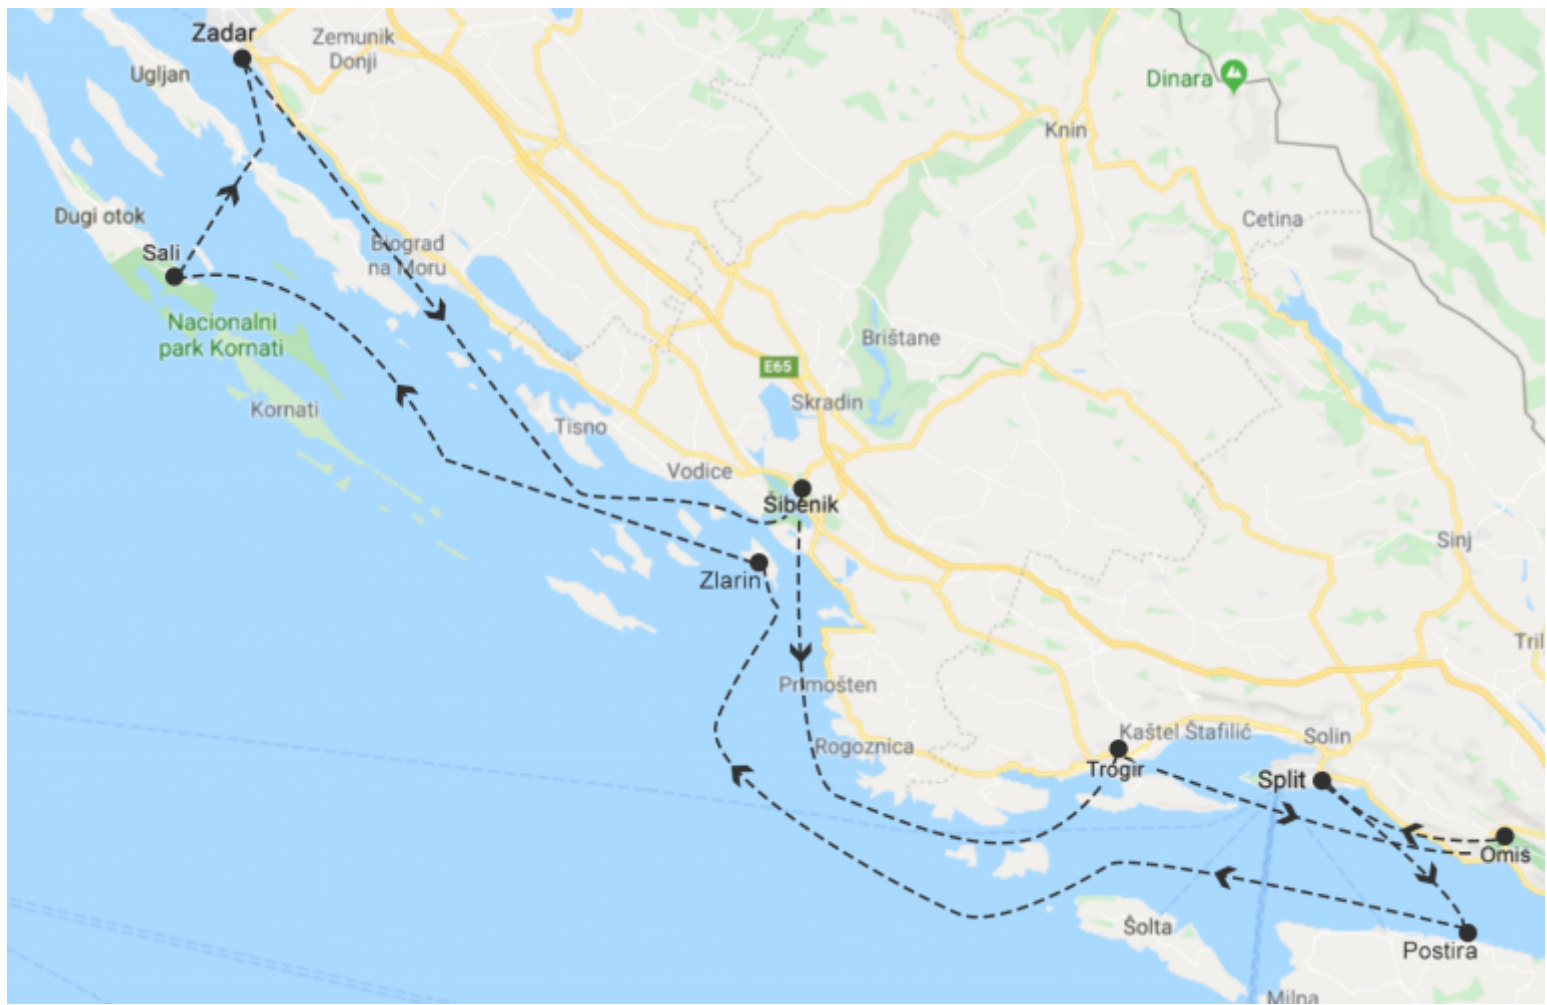 Zadar
Zemunik
Donji
Ugljan
Dinara
Knin
Dugi otok
Cetina
Sali
Biograd
na Moru
Nacionalni
park Kornati
Brištane
E65
Kornati
Skradin
Tisno
Vodice
Šibenik
Sinj
Zlarin
Tril
Primošten
Rogoznica
Kaštel Štafilić
Solin
Trogir
Split
Omiš
Šolta
Postira
Milna